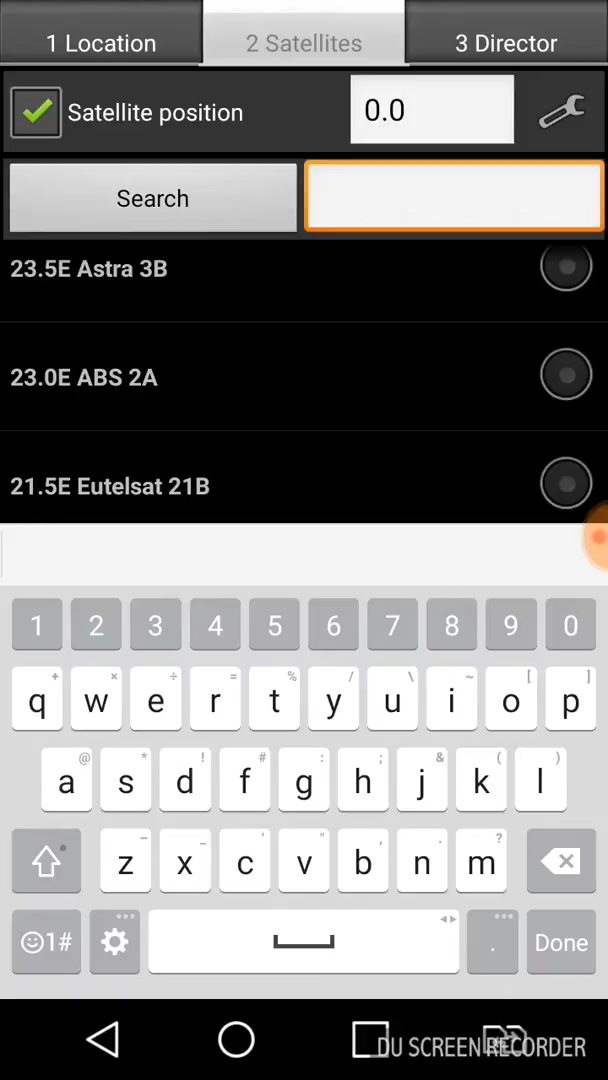 1 Location 2 Satellites 3 Director
Satellite position 0.0
Search
23.5E Astra 3B
23.0E ABS 2A
21.5E Eutelsat 21B
1 2 3 4 5 6 7 8 9 0
q w e r t y u i o p
a s d f g h j k l
z x c v b n m
1# . Done
DU SCREEN RECORDER